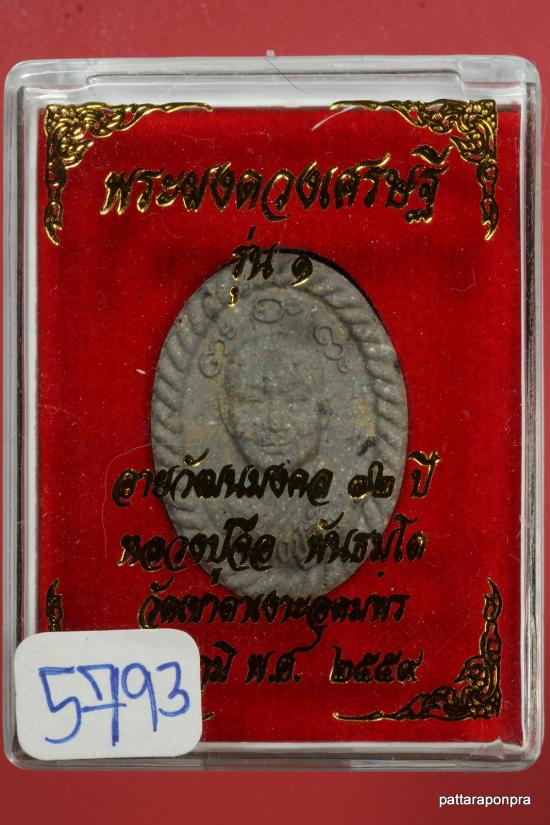 พระผงดวงเศรษฐี
รุ่น ๑
อายุวัฒนมงคล ๗๒ ปี
หลวงปู่จือ พันธมุโต
วัดเขาตาเงาะอุดมพร
ภูมิ พ.ศ. ๒๕๕๙
5793
pattaraponpra